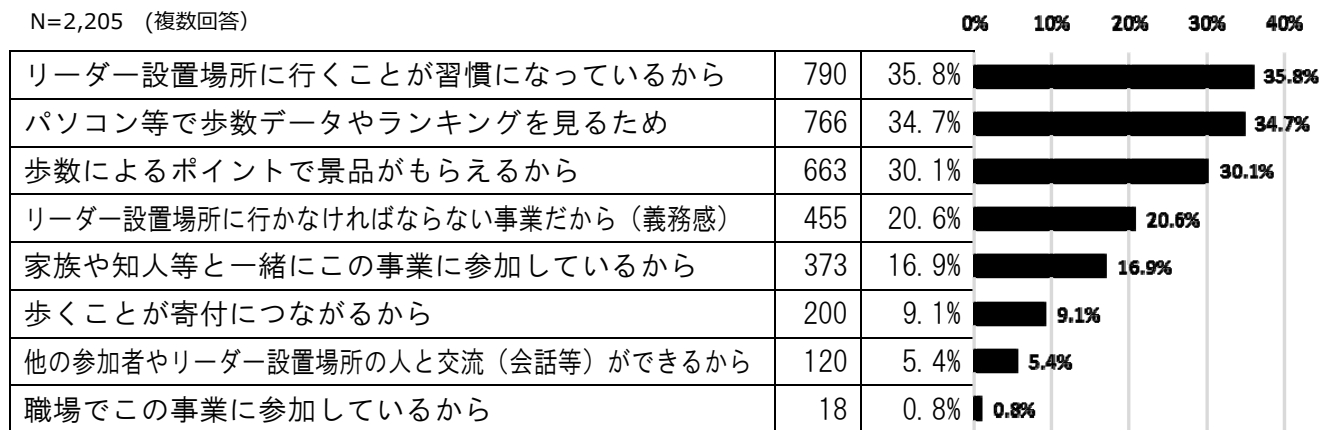 N=2,205 (複数回答)
0% 10% 20% 30% 40%
リーダー設置場所に行くことが習慣になっているから 790 35.8% 35.8%
パソコン等で歩数データやランキングを見るため 766 34.7% 34.7%
歩数によるポイントで景品がもらえるから 663 30.1% 30.1%
リーダー設置場所に行かなければならない事業だから（義務感） 455 20.6% 20.6%
家族や知人等と一緒にこの事業に参加しているから 373 16.9% 16.9%
歩くことが寄付につながるから 200 9.1% 9.1%
他の参加者やリーダー設置場所の人と交流（会話等）ができるから 120 5.4% 5.4%
職場でこの事業に参加しているから 18 0.8% 0.8%